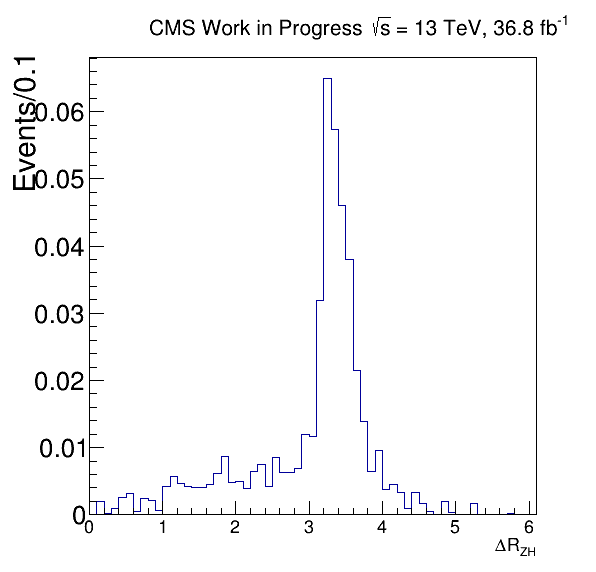 CMS Work in Progress √s = 13 TeV, 36.8 fb⁻¹
Events/0.1
0.06
0.05
0.04
0.03
0.02
0.01
0
0 1 2 3 4 5 6
ΔR_ZH